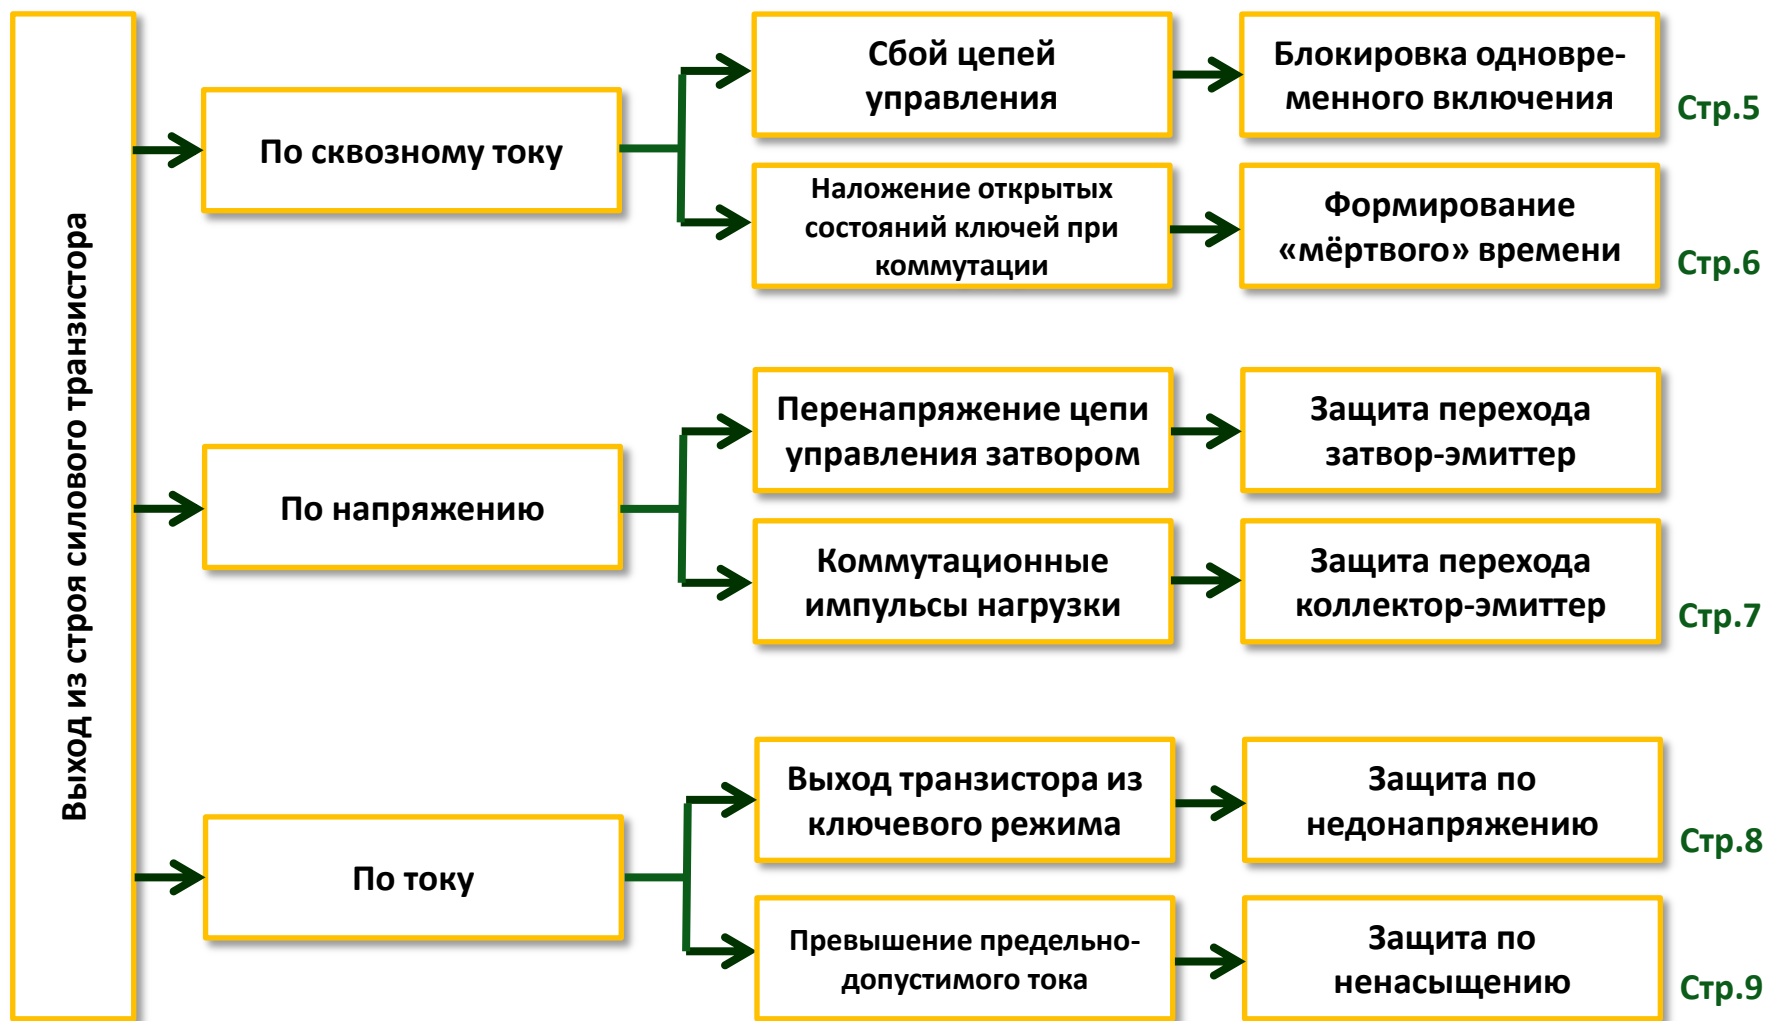 Выход из строя силового транзистора
По сквозному току
Сбой цепей
управления
Блокировка одновре-
менного включения
Стр.5
Наложение открытых
состояний ключей при
коммутации
Формирование
«мёртвого» времени
Стр.6
По напряжению
Перенапряжение цепи
управления затвором
Защита перехода
затвор-эмиттер
Коммутационные
импульсы нагрузки
Защита перехода
коллектор-эмиттер
Стр.7
По току
Выход транзистора из
ключевого режима
Защита по
недонапряжению
Стр.8
Превышение предельно-
допустимого тока
Защита по
ненасыщению
Стр.9